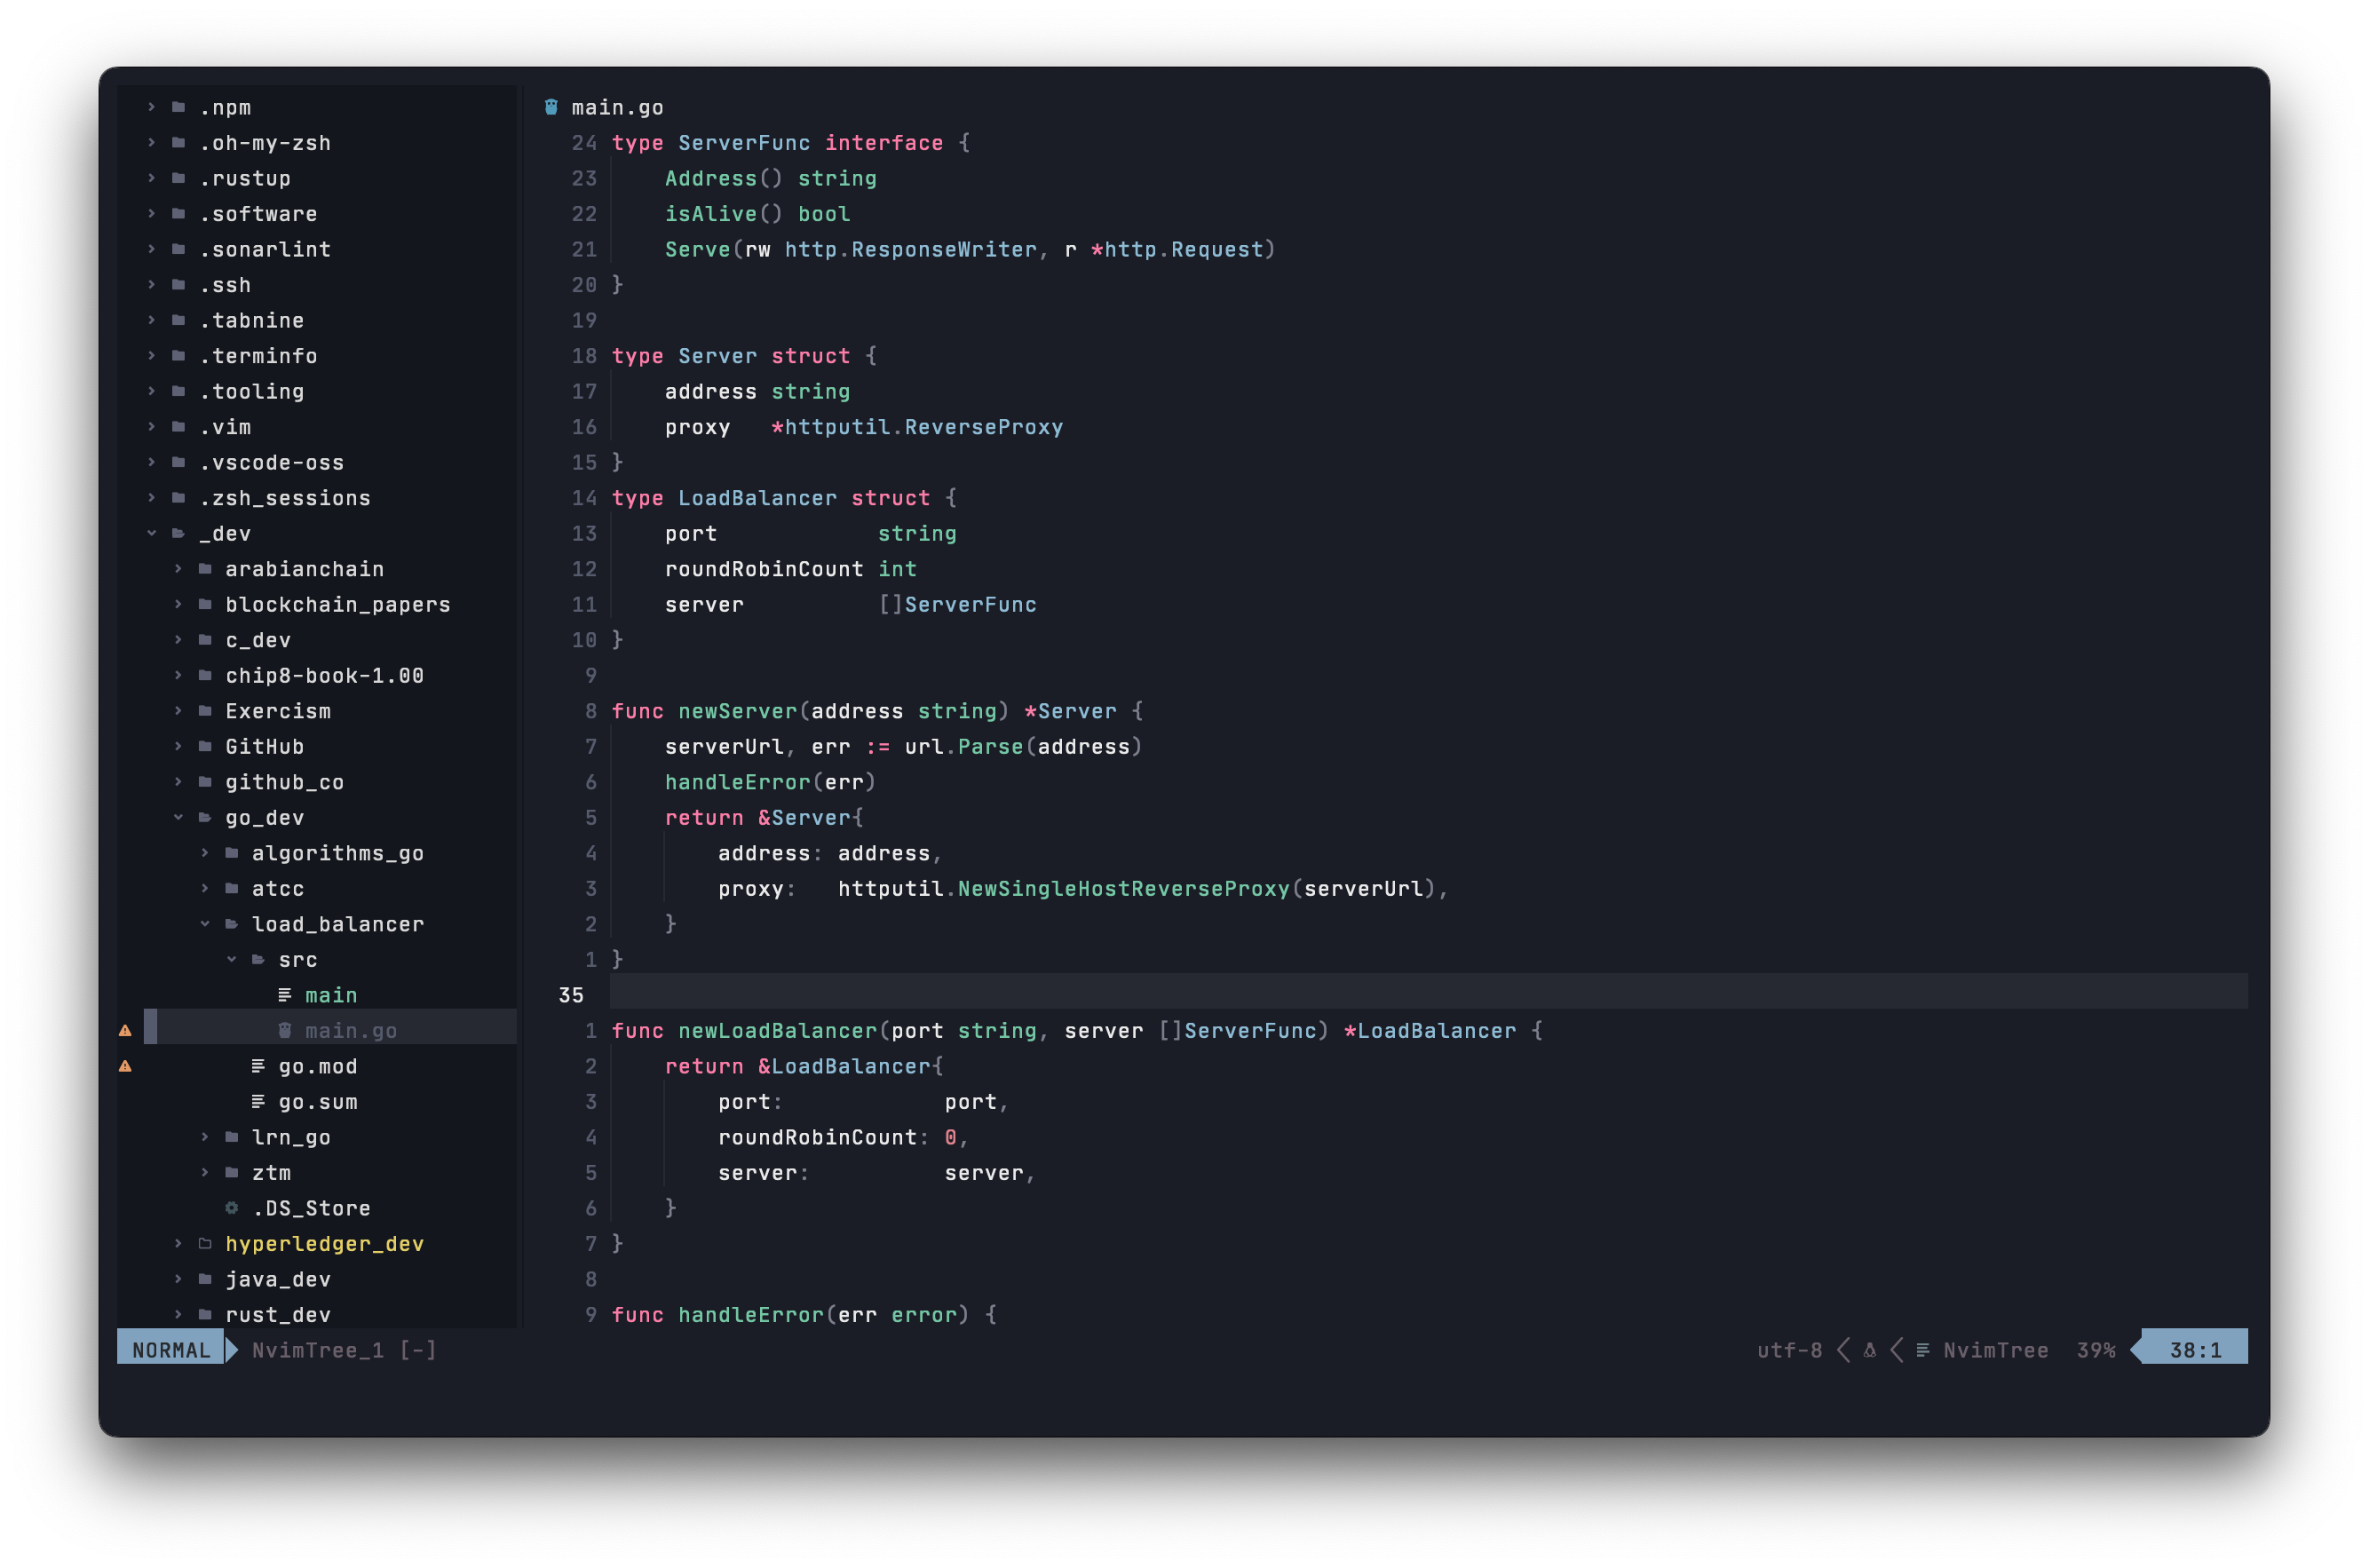 .npm
.oh-my-zsh
.rustup
.software
.sonarlint
.ssh
.tabnine
.terminfo
.tooling
.vim
.vscode-oss
.zsh_sessions
_dev
arabianchain
blockchain_papers
c_dev
chip8-book-1.00
Exercism
GitHub
github_co
go_dev
algorithms_go
atcc
load_balancer
src
main
main.go
go.mod
go.sum
lrn_go
ztm
.DS_Store
hyperledger_dev
java_dev
rust_dev
main.go
24 type ServerFunc interface {
23     Address() string
22     isAlive() bool
21     Serve(rw http.ResponseWriter, r *http.Request)
20 }
19
18 type Server struct {
17     address string
16     proxy   *httputil.ReverseProxy
15 }
14 type LoadBalancer struct {
13     port            string
12     roundRobinCount int
11     server          []ServerFunc
10 }
9
8 func newServer(address string) *Server {
7     serverUrl, err := url.Parse(address)
6     handleError(err)
5     return &Server{
4         address: address,
3         proxy:   httputil.NewSingleHostReverseProxy(serverUrl),
2     }
1 }
35
1 func newLoadBalancer(port string, server []ServerFunc) *LoadBalancer {
2     return &LoadBalancer{
3         port:            port,
4         roundRobinCount: 0,
5         server:          server,
6     }
7 }
8
9 func handleError(err error) {
NORMAL NvimTree_1 [-] utf-8 NvimTree 39% 38:1